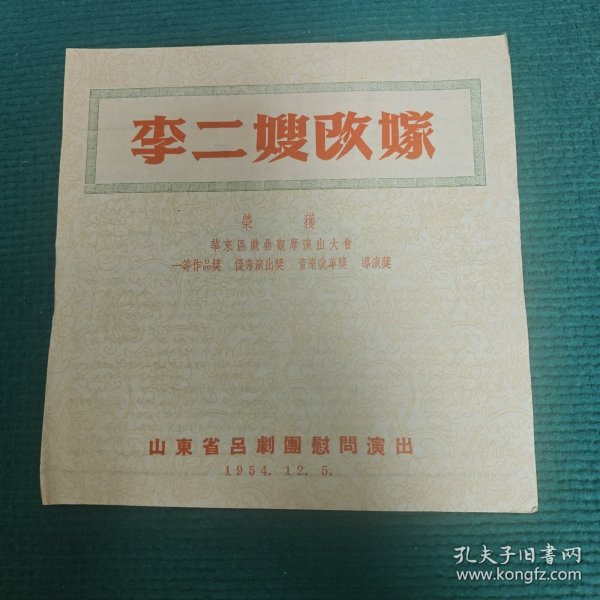 李二嫂改嫁
榮獲
華東區戲曲觀摩演出大會
一等作品獎 優秀演出獎 音樂改革獎 導演獎
山東省呂劇團慰問演出
1954.12.5.
孔夫子旧书网
www.kongfz.com